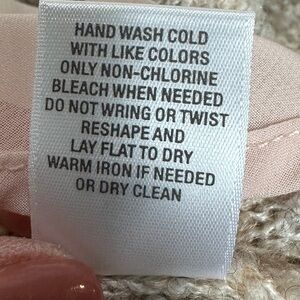 HAND WASH COLD
WITH LIKE COLORS
ONLY NON-CHLORINE
BLEACH WHEN NEEDED
DO NOT WRING OR TWIST
RESHAPE AND
LAY FLAT TO DRY
WARM IRON IF NEEDED
OR DRY CLEAN